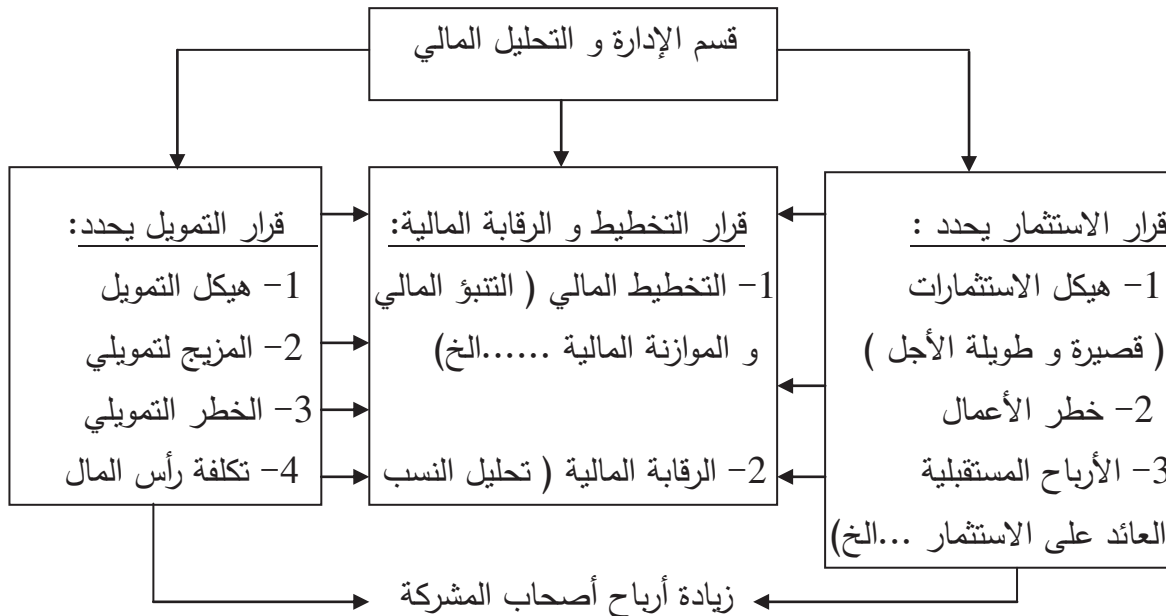 قسم الإدارة و التحليل المالي
قرار الاستثمار يحدد :
1- هيكل الاستثمارات
( قصيرة و طويلة الأجل )
2- خطر الأعمال
3- الأرباح المستقبلية
العائد على الاستثمار ...الخ)
قرار التخطيط و الرقابة المالية:
1- التخطيط المالي ( التنبؤ المالي
و الموازنة المالية ......الخ)
2- الرقابة المالية ( تحليل النسب
قرار التمويل يحدد:
1- هيكل التمويل
2- المزيج لتمويلي
3- الخطر التمويلي
4- تكلفة رأس المال
زيادة أرباح أصحاب المشركة